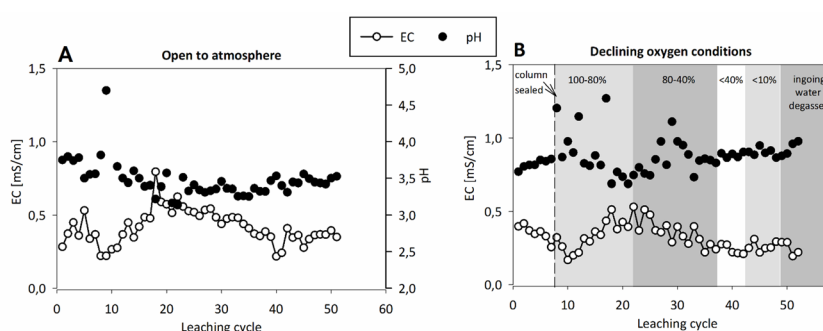 EC pH
A
Open to atmosphere
1,5
1,0
0,5
0,0
EC [mS/cm]
5,0
4,5
4,0
3,5
3,0
2,5
2,0
pH
0 10 20 30 40 50 60
Leaching cycle
B
Declining oxygen conditions
column
sealed
100-80% 80-40% <40% <10% ingoing
water
degasse
1,5
1,0
0,5
0,0
EC [mS/cm]
0 10 20 30 40 50
Leaching cycle